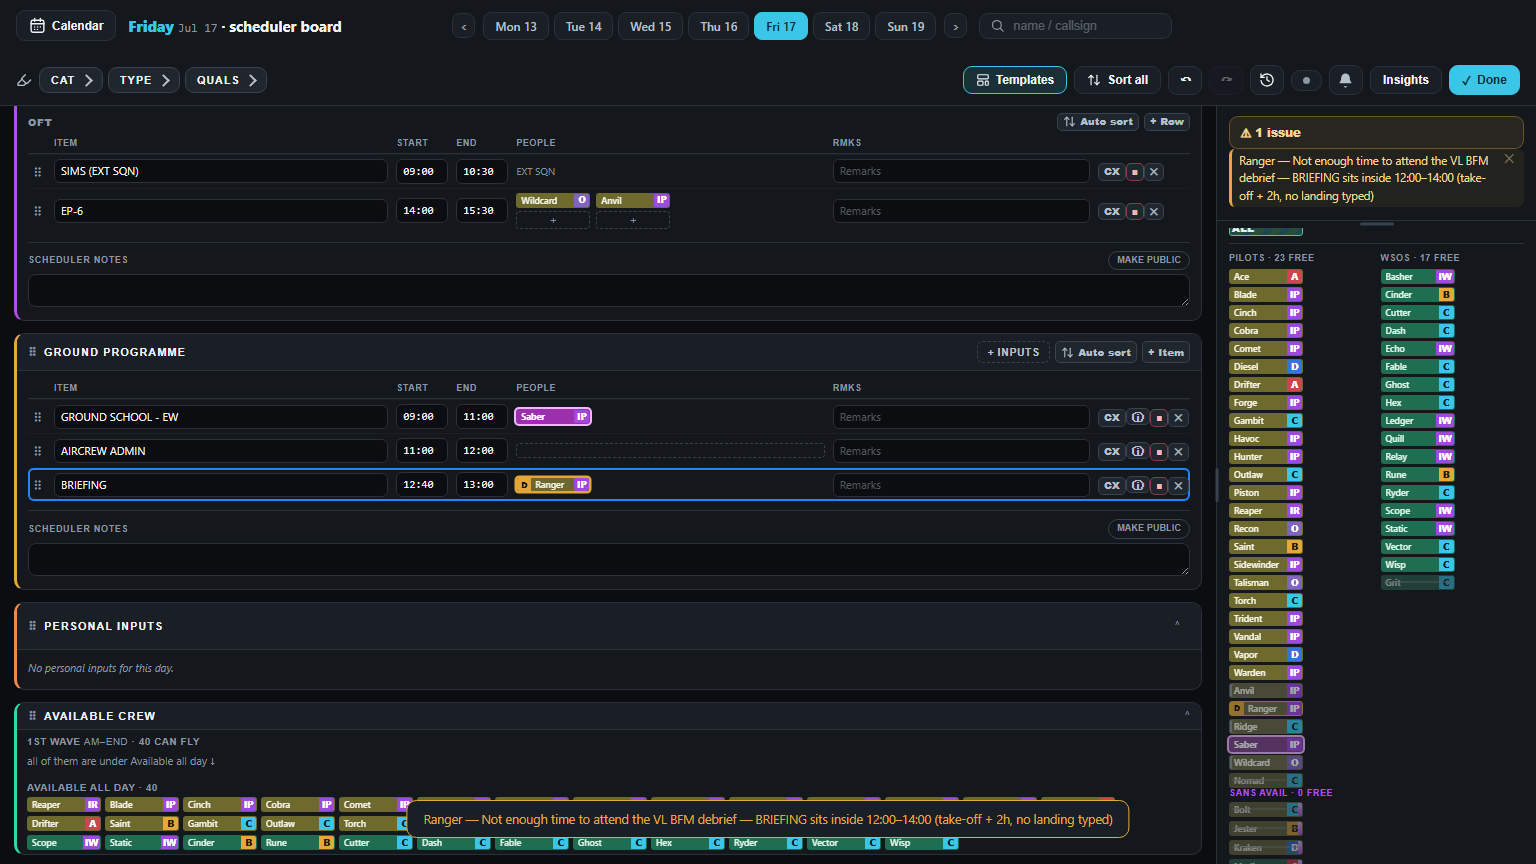 Calendar
Friday Jul 17 · scheduler board
‹ Mon 13 Tue 14 Wed 15 Thu 16 Fri 17 Sat 18 Sun 19 ›
name / callsign
CAT TYPE QUALS
Templates Sort all Insights ✓ Done
OFT
Auto sort + Row
ITEM START END PEOPLE RMKS
SIMS (EXT SQN) 09:00 10:30 EXT SQN Remarks CX
EP-6 14:00 15:30 Wildcard O Anvil IP Remarks CX
+ +
SCHEDULER NOTES MAKE PUBLIC
GROUND PROGRAMME
+ INPUTS Auto sort + Item
ITEM START END PEOPLE RMKS
GROUND SCHOOL - EW 09:00 11:00 Saber IP Remarks CX
AIRCREW ADMIN 11:00 12:00 Remarks CX
BRIEFING 12:40 13:00 D Ranger IP Remarks CX
SCHEDULER NOTES MAKE PUBLIC
PERSONAL INPUTS
No personal inputs for this day.
AVAILABLE CREW
1ST WAVE AM–END · 40 CAN FLY
all of them are under Available all day ↓
AVAILABLE ALL DAY · 40
Reaper IR Blade IP Cinch IP Cobra IP Comet
Drifter A Saint B Gambit C Outlaw C Torch
Scope IW Static IW Cinder B Rune B Cutter C Dash C Fable C Ghost C Hex C Ryder C Vector C Wisp C
Ranger — Not enough time to attend the VL BFM debrief — BRIEFING sits inside 12:00–14:00 (take-off + 2h, no landing typed)
⚠ 1 issue
Ranger — Not enough time to attend the VL BFM
debrief — BRIEFING sits inside 12:00–14:00 (take-
off + 2h, no landing typed)
PILOTS · 23 FREE
Ace A
Blade IP
Cinch IP
Cobra IP
Comet IP
Diesel D
Drifter A
Forge IP
Gambit C
Havoc IP
Hunter IP
Outlaw C
Piston IP
Reaper IR
Recon O
Saint B
Sidewinder IP
Talisman O
Torch C
Trident IP
Vandal IP
Vapor D
Warden IP
Anvil IP
D Ranger IP
Ridge C
Saber IP
Wildcard O
Nomad C
SANS AVAIL · 0 FREE
Bolt C
Jester B
Kraken D
WSOS · 17 FREE
Basher IW
Cinder B
Cutter C
Dash C
Echo IW
Fable C
Ghost C
Hex C
Ledger IW
Quill IW
Relay IW
Rune B
Ryder C
Scope IW
Static IW
Vector C
Wisp C
Grit C